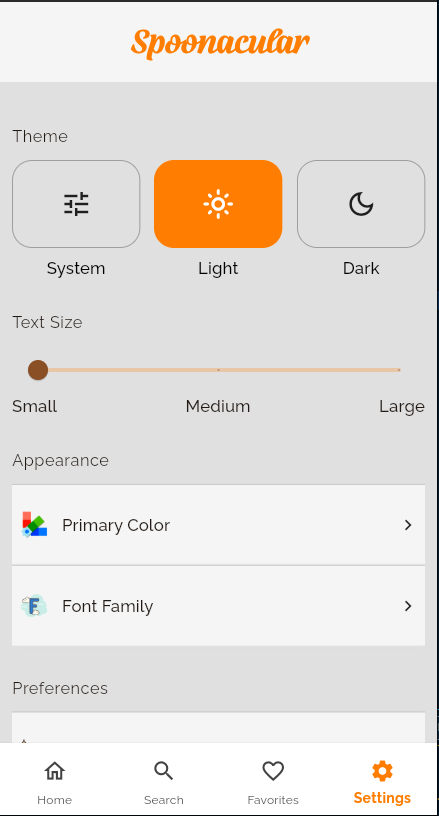 Spoonacular
Theme
System Light Dark
Text Size
Small Medium Large
Appearance
Primary Color
Font Family
Preferences
Home Search Favorites Settings